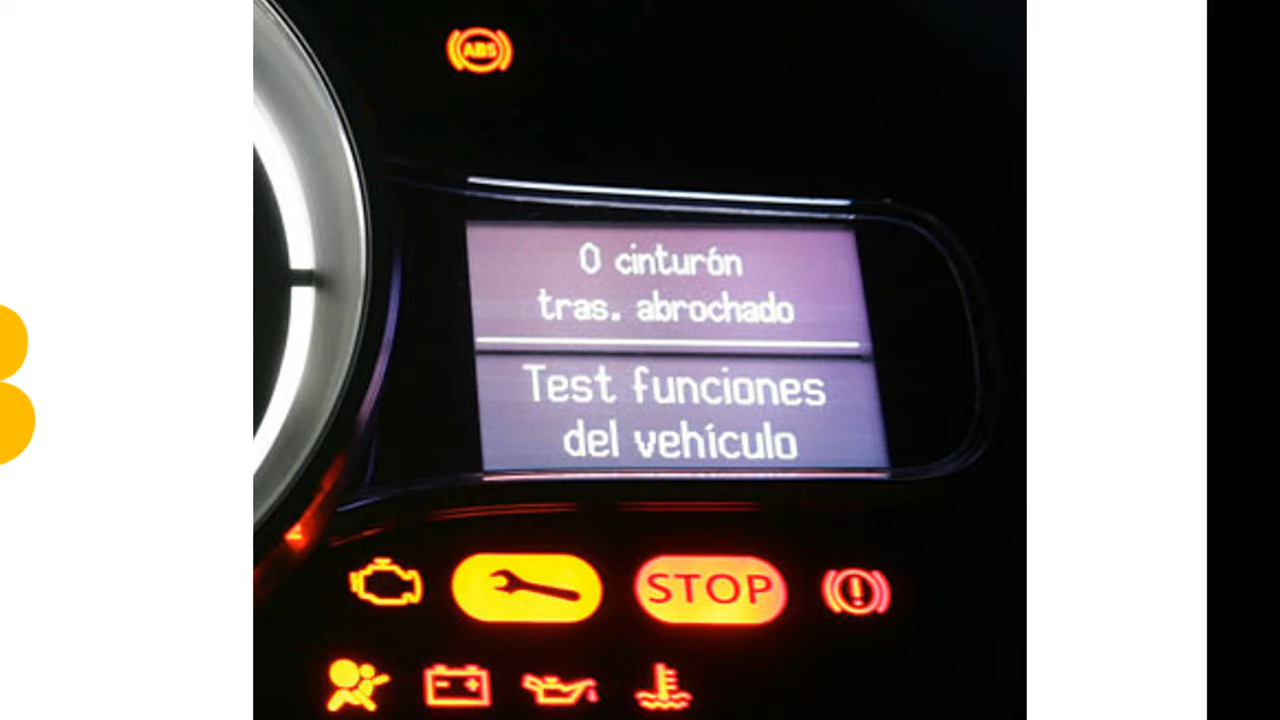 ABS
0 cinturón
tras. abrochado
Test funciones
del vehículo
STOP